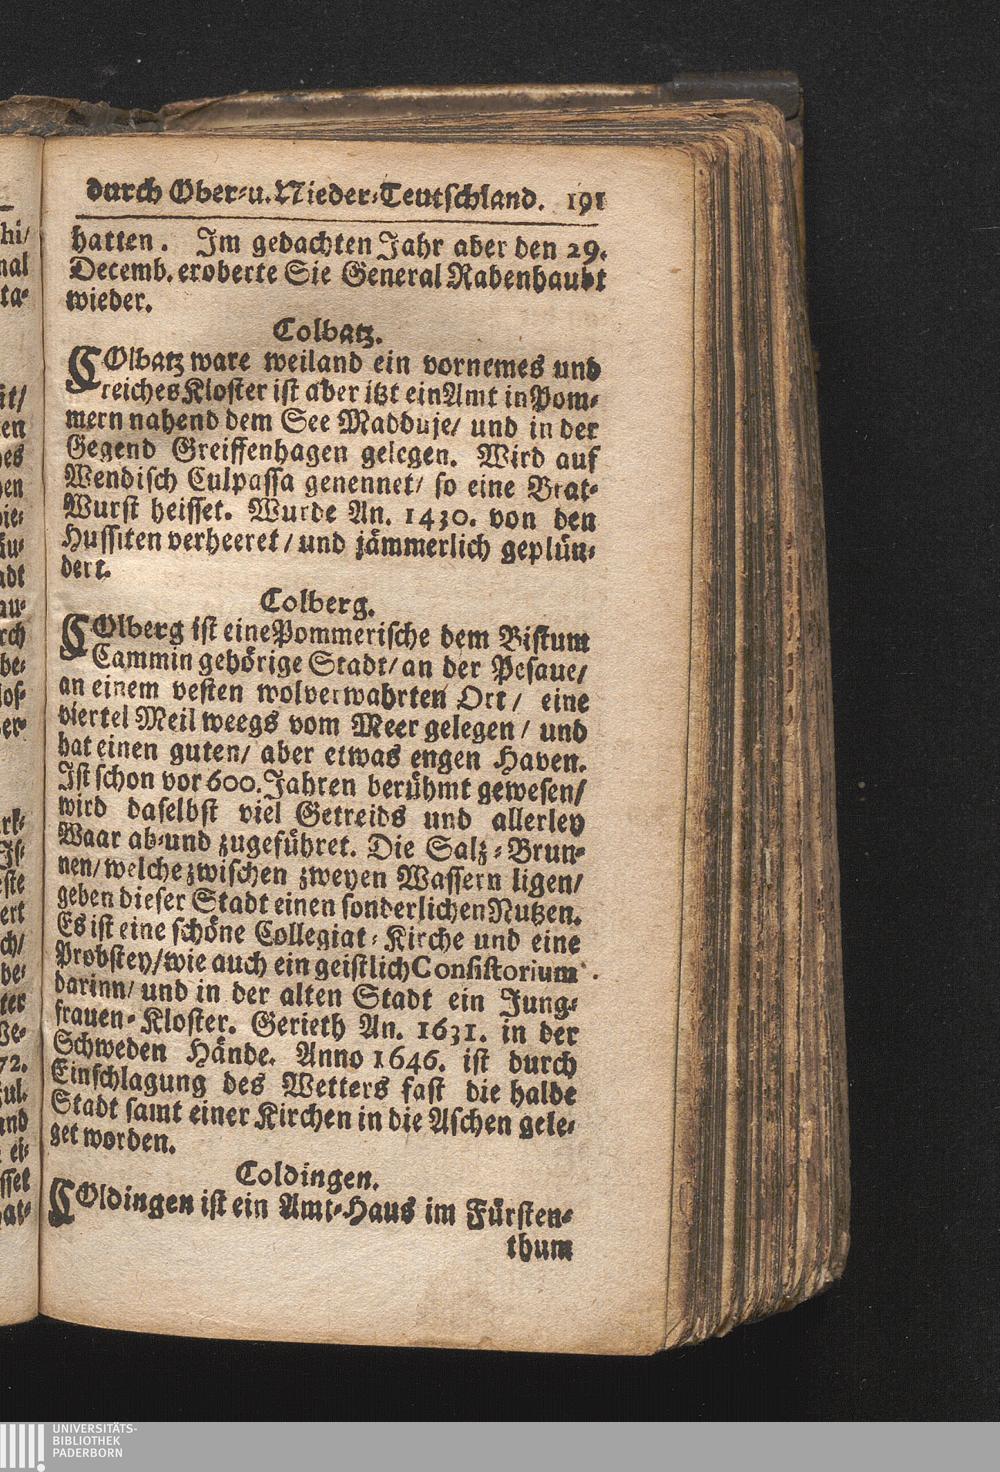 durch Ober-u. Nieder-Teutschland. 191
hatten. Im gedachten Jahr aber den 29.
Decemb. eroberte Sie General Rabenhaubt
wieder.
Colbatz.
COlbatz ware weiland ein vornemes und
reiches Kloster ist aber itzt ein Amt in Pom-
mern nahend dem See Madduje/ und in der
Gegend Greiffenhagen gelegen. Wird auf
Wendisch Culpassa genennet/ so eine Brat-
Wurst heisset. Wurde An. 1430. von den
Hussiten verheeret/ und jämmerlich geplün-
dert.
Colberg.
COlberg ist eine Pommerische dem Bistum
Cammin gehörige Stadt/ an der Pesaue/
an einem vesten wolverwahrten Ort/ eine
viertel Meil weegs vom Meer gelegen/ und
hat einen guten/ aber etwas engen Haven.
Ist schon vor 600. Jahren berühmt gewesen/
wird daselbst viel Getreids und allerley
Waar ab-und zugeführet. Die Salz-Brun-
nen/ welche zwischen zweyen Wassern ligen/
geben dieser Stadt einen sonderlichen Nutzen.
Es ist eine schöne Collegiat-Kirche und eine
Probstey/ wie auch ein geistlich Consistorium
darinn/ und in der alten Stadt ein Jung-
frauen-Kloster. Gerieth An. 1631. in der
Schweden Hände. Anno 1646. ist durch
Einschlagung des Wetters fast die halbe
Stadt samt einer Kirchen in die Aschen gele-
get worden.
Coldingen.
COldingen ist ein Amt-Haus im Fürsten-
thum
UNIVERSITÄTS-
BIBLIOTHEK
PADERBORN